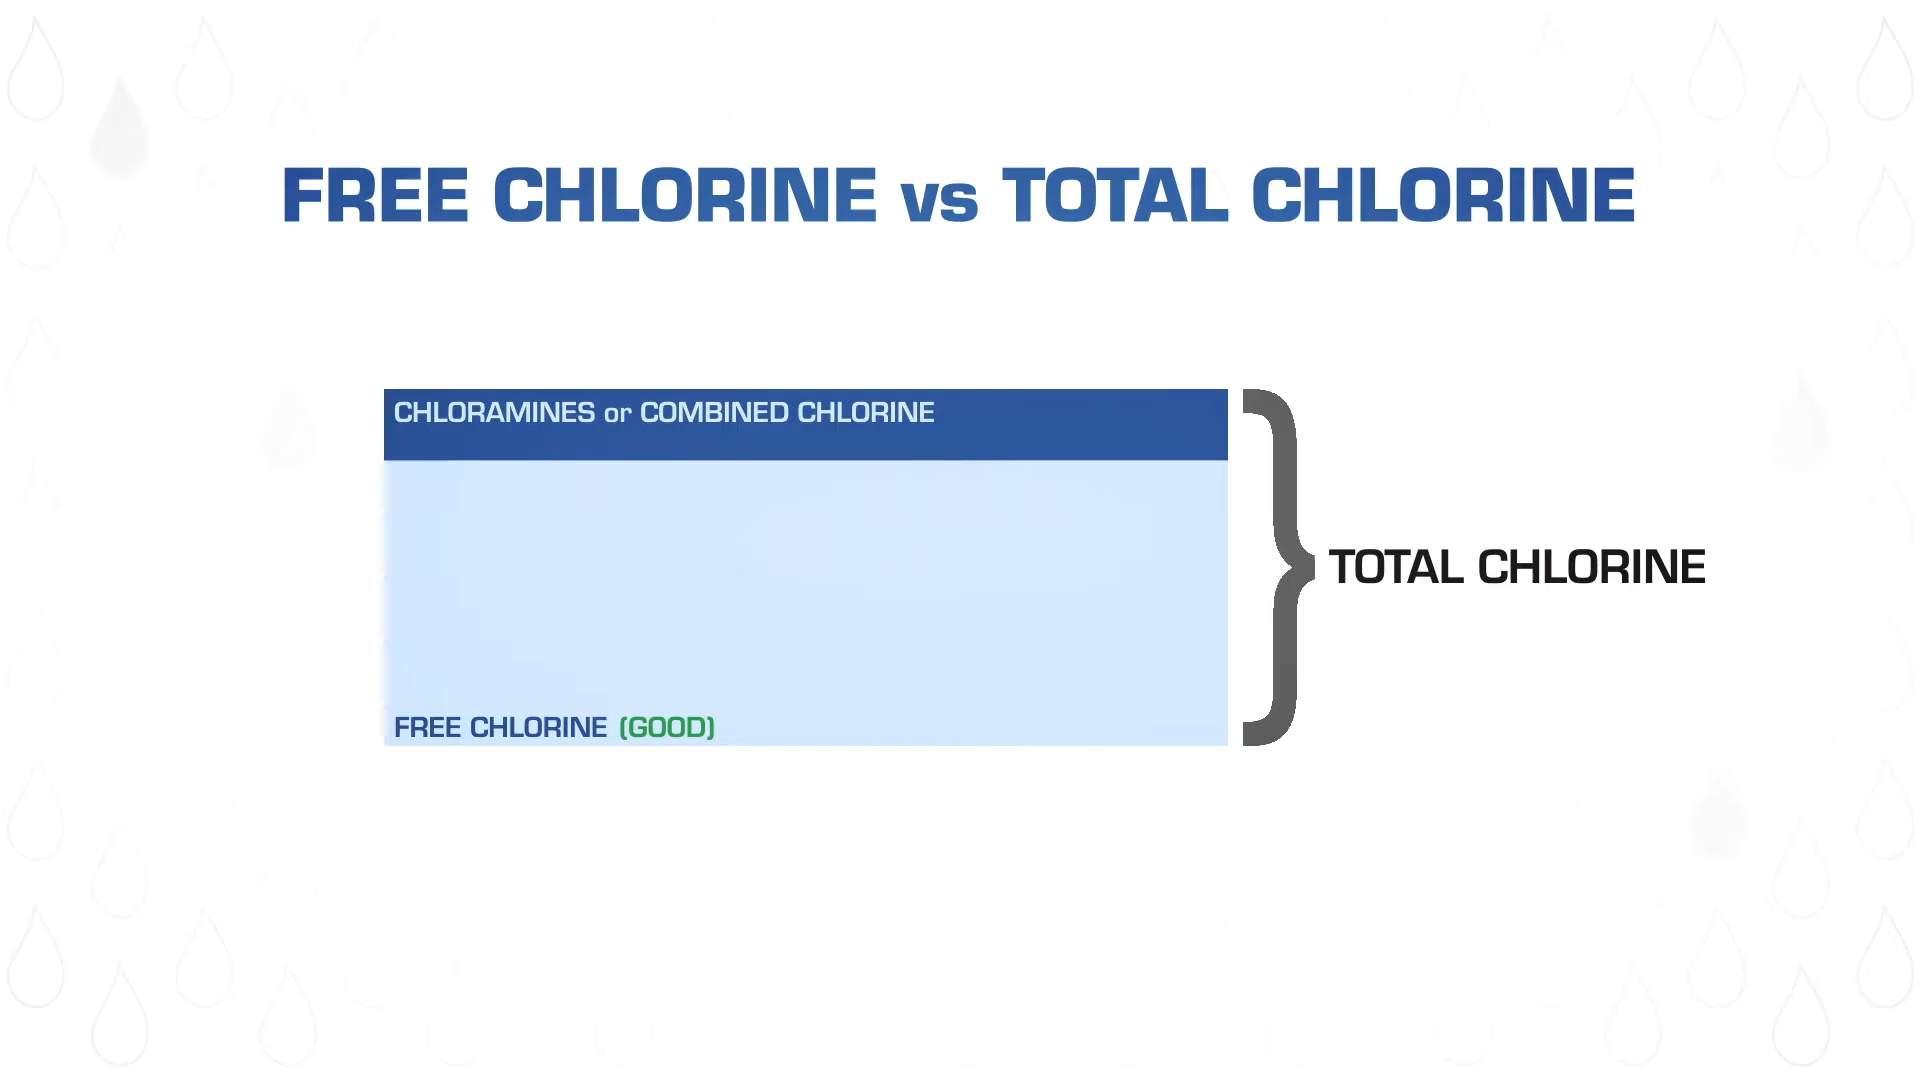 FREE CHLORINE vs TOTAL CHLORINE
CHLORAMINES or COMBINED CHLORINE
TOTAL CHLORINE
FREE CHLORINE (GOOD)